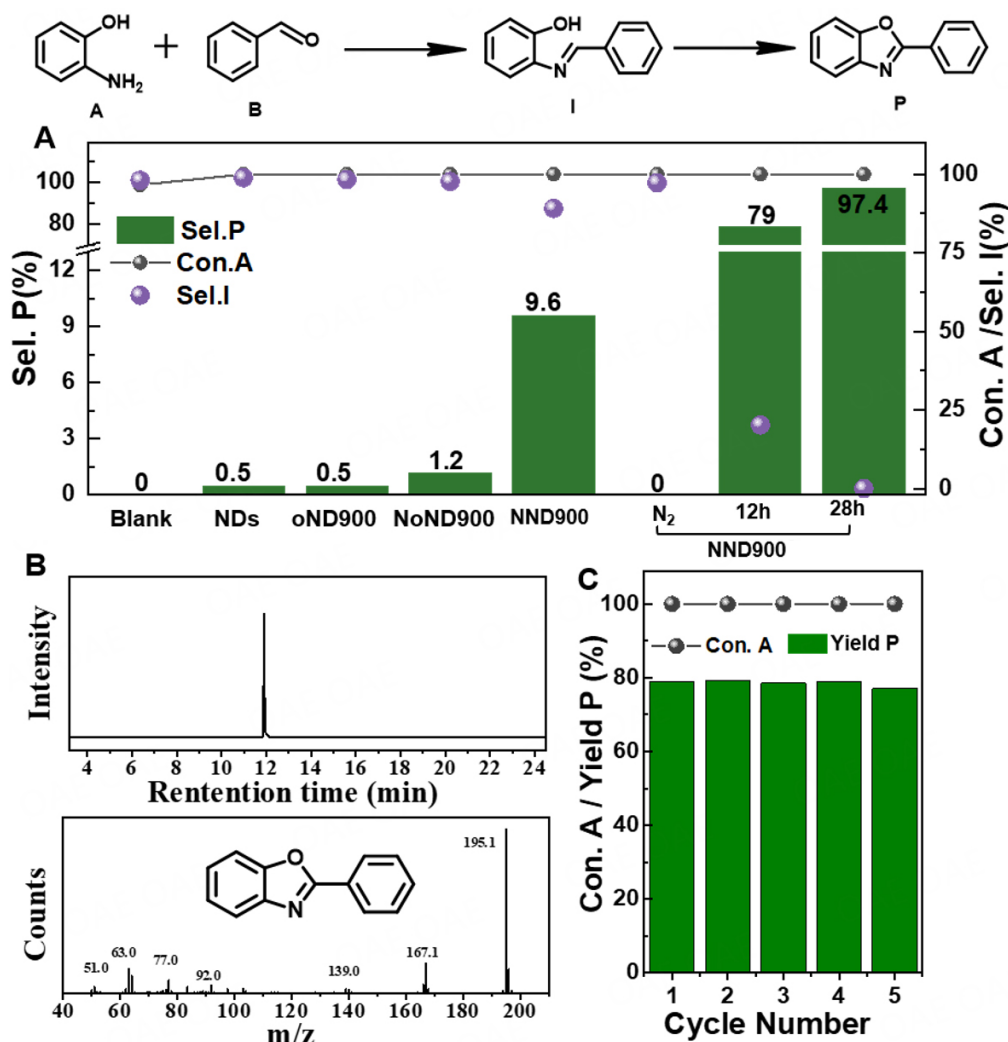 OH
NH2
A
+
B
O
OH
N
I
O
N
P
A
Sel. P(%)
100
80
12
9
6
3
0
Sel.P
Con.A
Sel.I
0
0.5
0.5
1.2
9.6
0
79
97.4
Con. A /Sel. I(%)
100
75
50
25
0
Blank
NDs
oND900
NoND900
NND900
N2
12h
28h
NND900
B
Intensity
4 6 8 10 12 14 16 18 20 22 24
Rentention time (min)
Counts
O
N
51.0
63.0
77.0
92.0
139.0
167.1
195.1
40 60 80 100 120 140 160 180 200
m/z
C
Con. A / Yield P (%)
100
80
60
40
20
0
Con. A
Yield P
1 2 3 4 5
Cycle Number